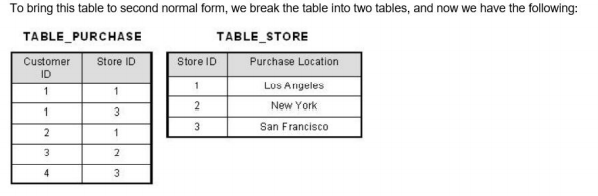 To bring this table to second normal form, we break the table into two tables, and now we have the following:
TABLE_PURCHASE
Customer ID Store ID
1 1
1 3
2 1
3 2
4 3
TABLE_STORE
Store ID Purchase Location
1 Los Angeles
2 New York
3 San Francisco